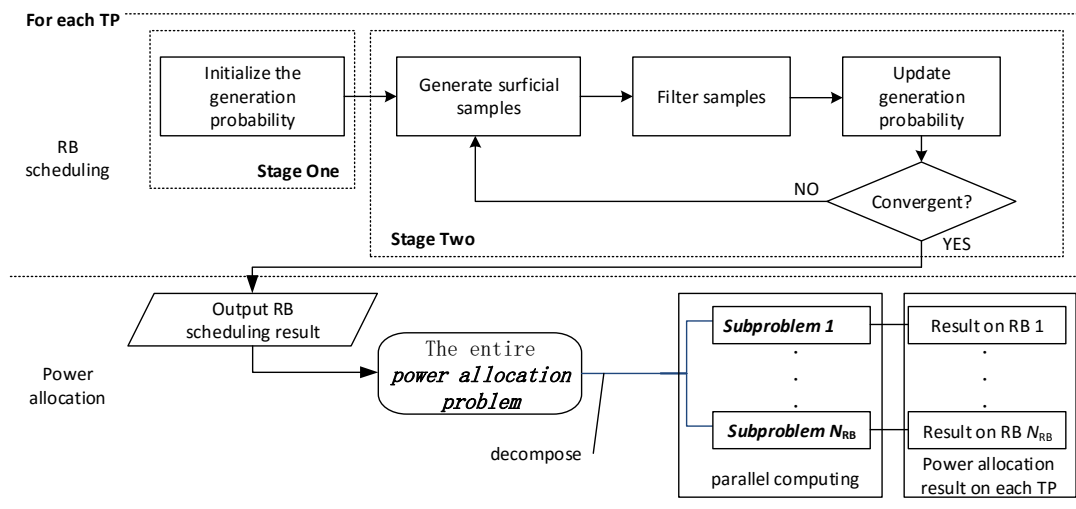 For each TP
Initialize the
generation
probability
Stage One
RB
scheduling
Generate surficial
samples
Filter samples
Update
generation
probability
Convergent?
NO
YES
Stage Two
Output RB
scheduling result
Power
allocation
The entire
power allocation
problem
decompose
Subproblem 1
.
.
.
Subproblem NRB
parallel computing
Result on RB 1
.
.
.
Result on RB NRB
Power allocation
result on each TP